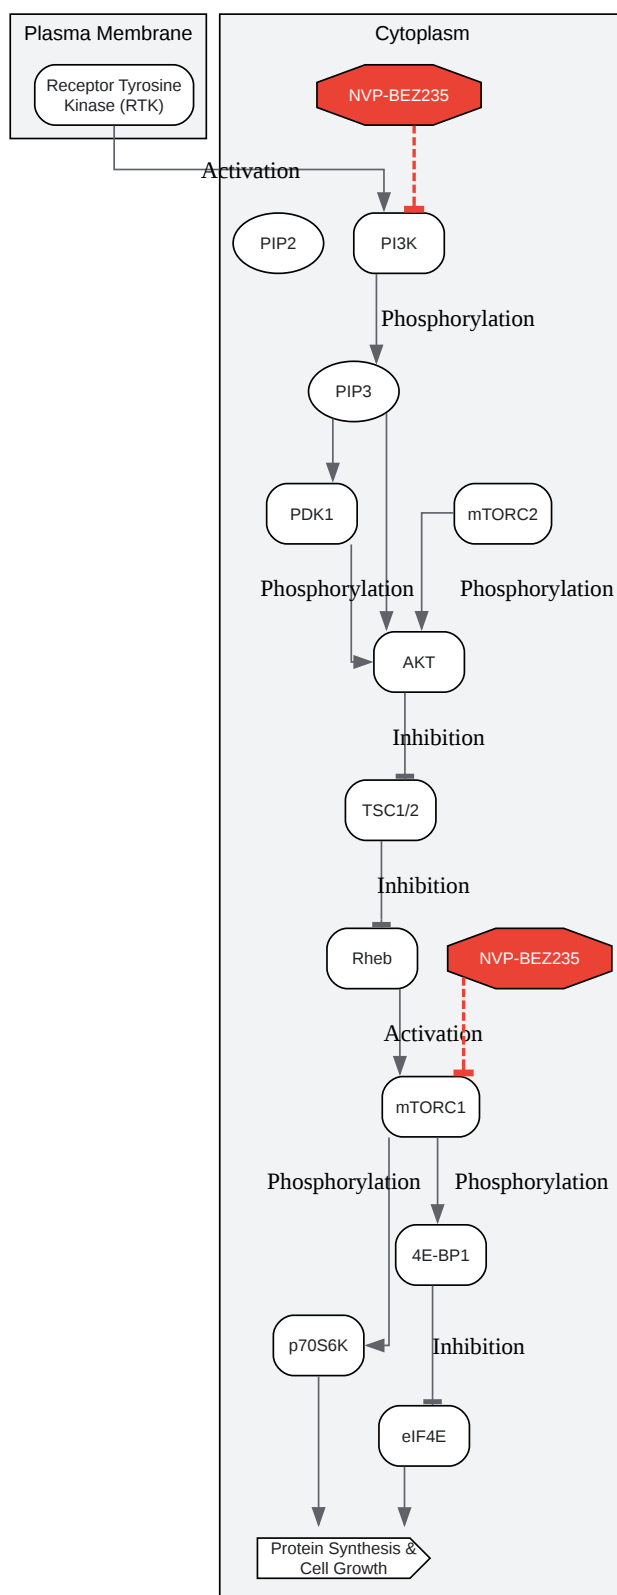 Plasma Membrane
Cytoplasm
Receptor Tyrosine
Kinase (RTK)
NVP-BEZ235
Activation
PIP2
PI3K
Phosphorylation
PIP3
PDK1
mTORC2
Phosphorylation
Phosphorylation
AKT
Inhibition
TSC1/2
Inhibition
Rheb
NVP-BEZ235
Activation
mTORC1
Phosphorylation
Phosphorylation
4E-BP1
p70S6K
Inhibition
eIF4E
Protein Synthesis &
Cell Growth